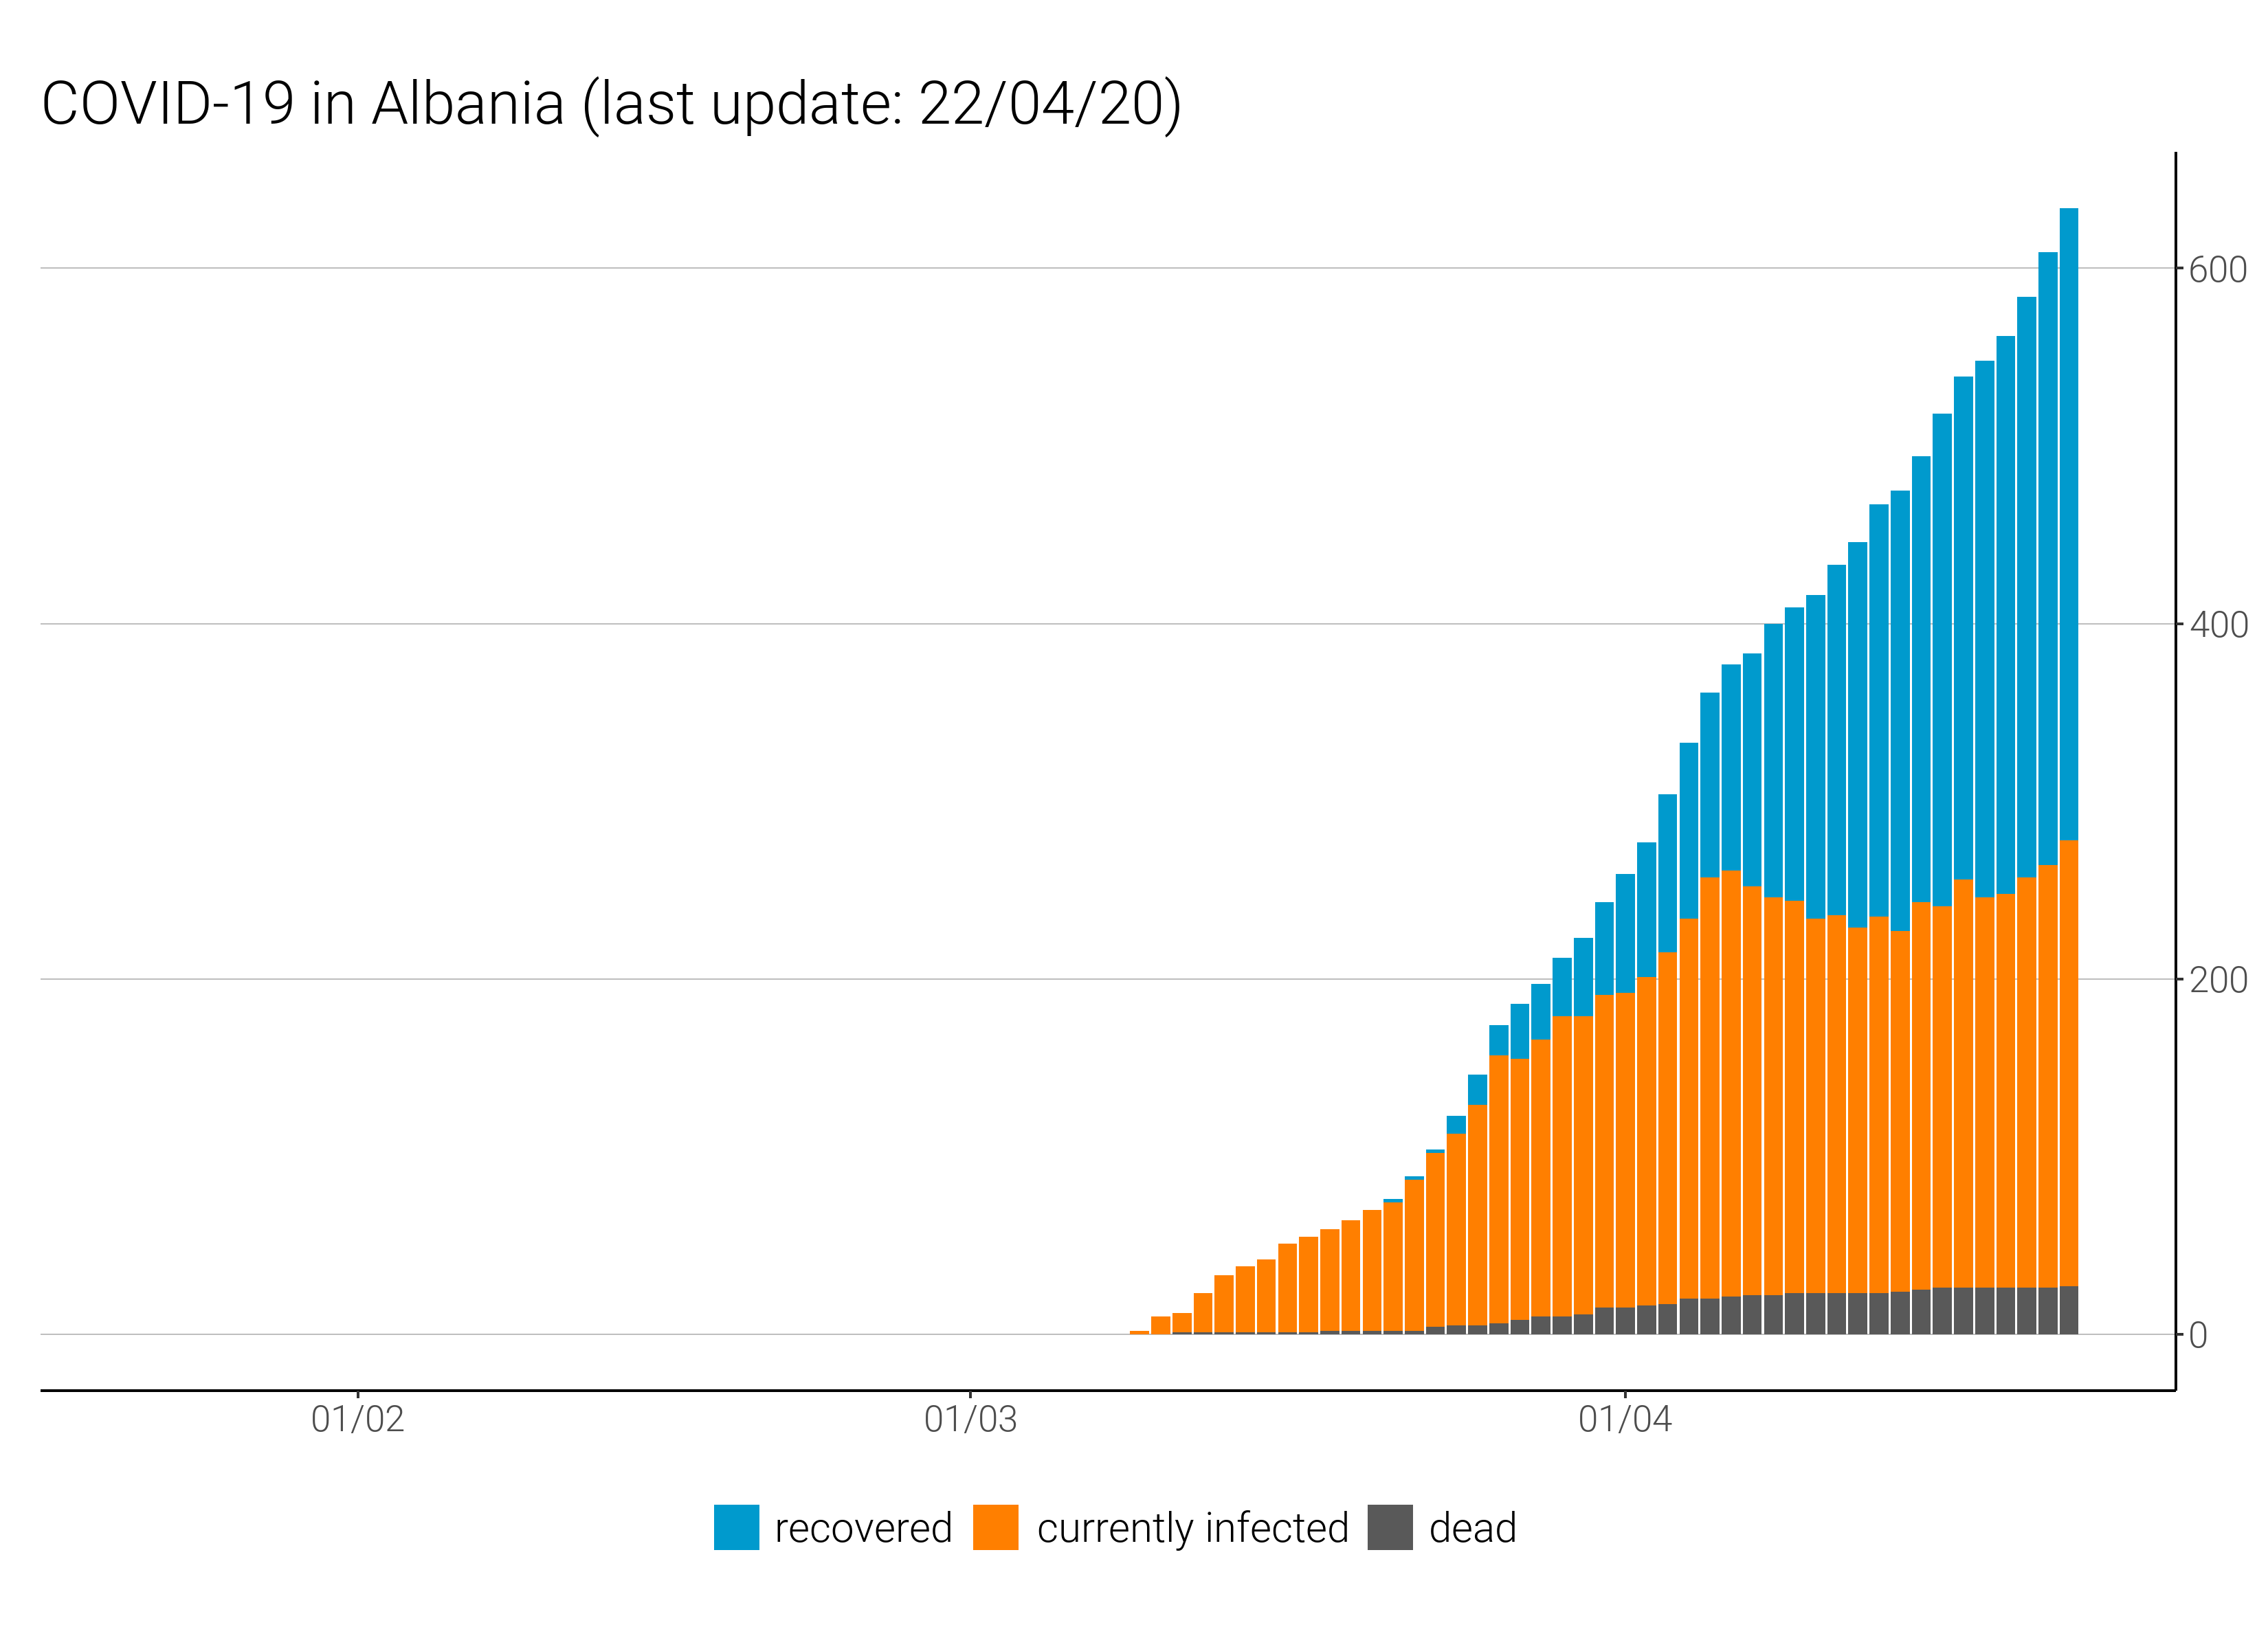 COVID-19 in Albania (last update: 22/04/20)
600
400
200
0
01/02 01/03 01/04
recovered currently infected dead